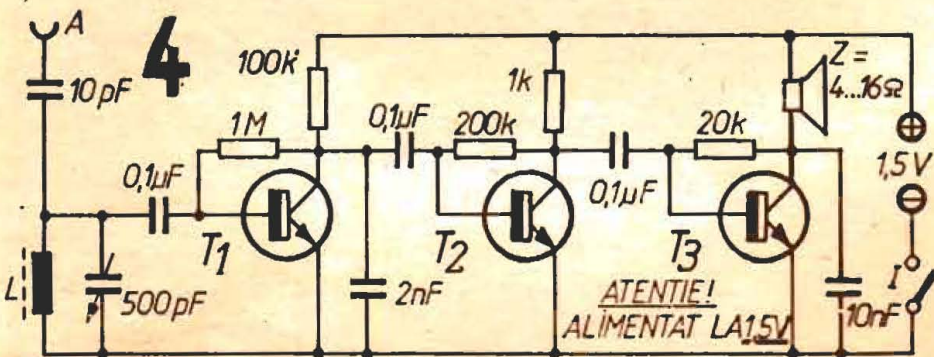 A
4
10pF
100k
1k
Z =
4...16Ω
1M
0,1µF
200k
20k
0,1µF
0,1µF
1,5V
T1
T2
T3
L
500pF
2nF
ATENTIE!
ALIMENTAT LA 1,5V
10nF
I